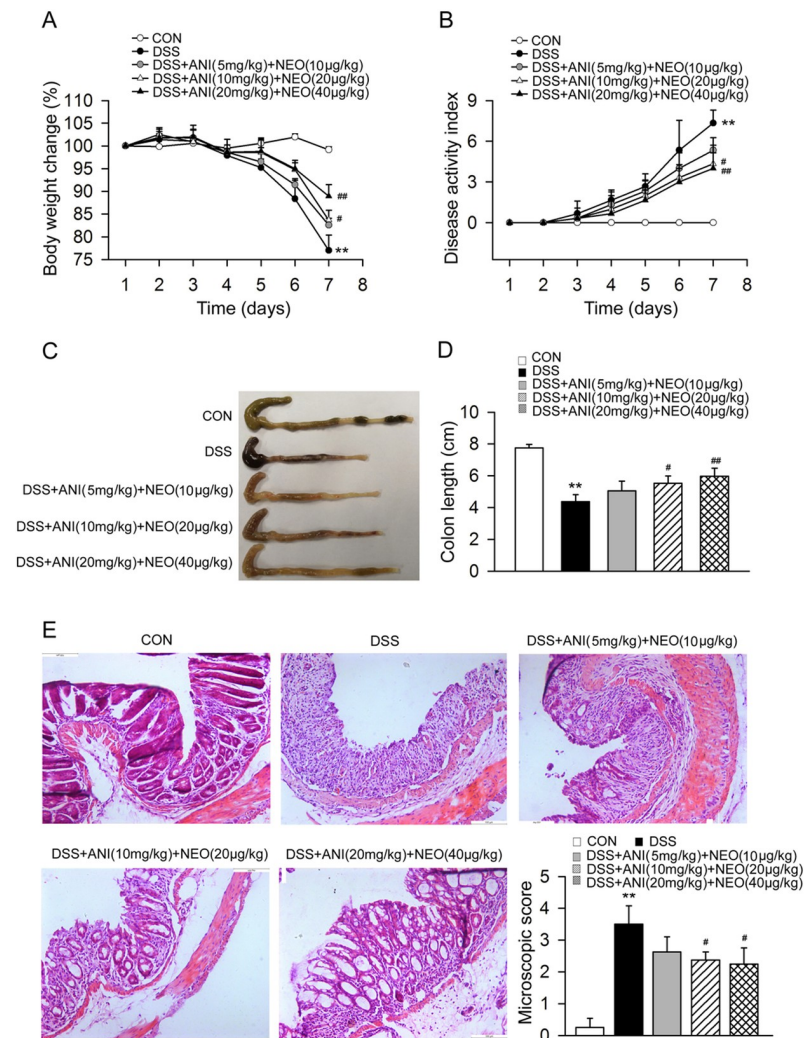 A
CON
DSS
DSS+ANI(5mg/kg)+NEO(10μg/kg)
DSS+ANI(10mg/kg)+NEO(20μg/kg)
DSS+ANI(20mg/kg)+NEO(40μg/kg)
Body weight change (%)
110
105
100
95
90
85
80
75
##
#
**
1 2 3 4 5 6 7 8
Time (days)
B
CON
DSS
DSS+ANI(5mg/kg)+NEO(10μg/kg)
DSS+ANI(10mg/kg)+NEO(20μg/kg)
DSS+ANI(20mg/kg)+NEO(40μg/kg)
Disease activity index
9
6
3
0
**
#
##
1 2 3 4 5 6 7 8
Time (days)
C
CON
DSS
DSS+ANI(5mg/kg)+NEO(10μg/kg)
DSS+ANI(10mg/kg)+NEO(20μg/kg)
DSS+ANI(20mg/kg)+NEO(40μg/kg)
D
CON
DSS
DSS+ANI(5mg/kg)+NEO(10μg/kg)
DSS+ANI(10mg/kg)+NEO(20μg/kg)
DSS+ANI(20mg/kg)+NEO(40μg/kg)
Colon length (cm)
10
8
6
4
2
0
**
#
##
E
CON
DSS
DSS+ANI(5mg/kg)+NEO(10μg/kg)
DSS+ANI(10mg/kg)+NEO(20μg/kg)
DSS+ANI(20mg/kg)+NEO(40μg/kg)
CON DSS
DSS+ANI(5mg/kg)+NEO(10μg/kg)
DSS+ANI(10mg/kg)+NEO(20μg/kg)
DSS+ANI(20mg/kg)+NEO(40μg/kg)
Microscopic score
5
4
3
2
1
0
**
#
#